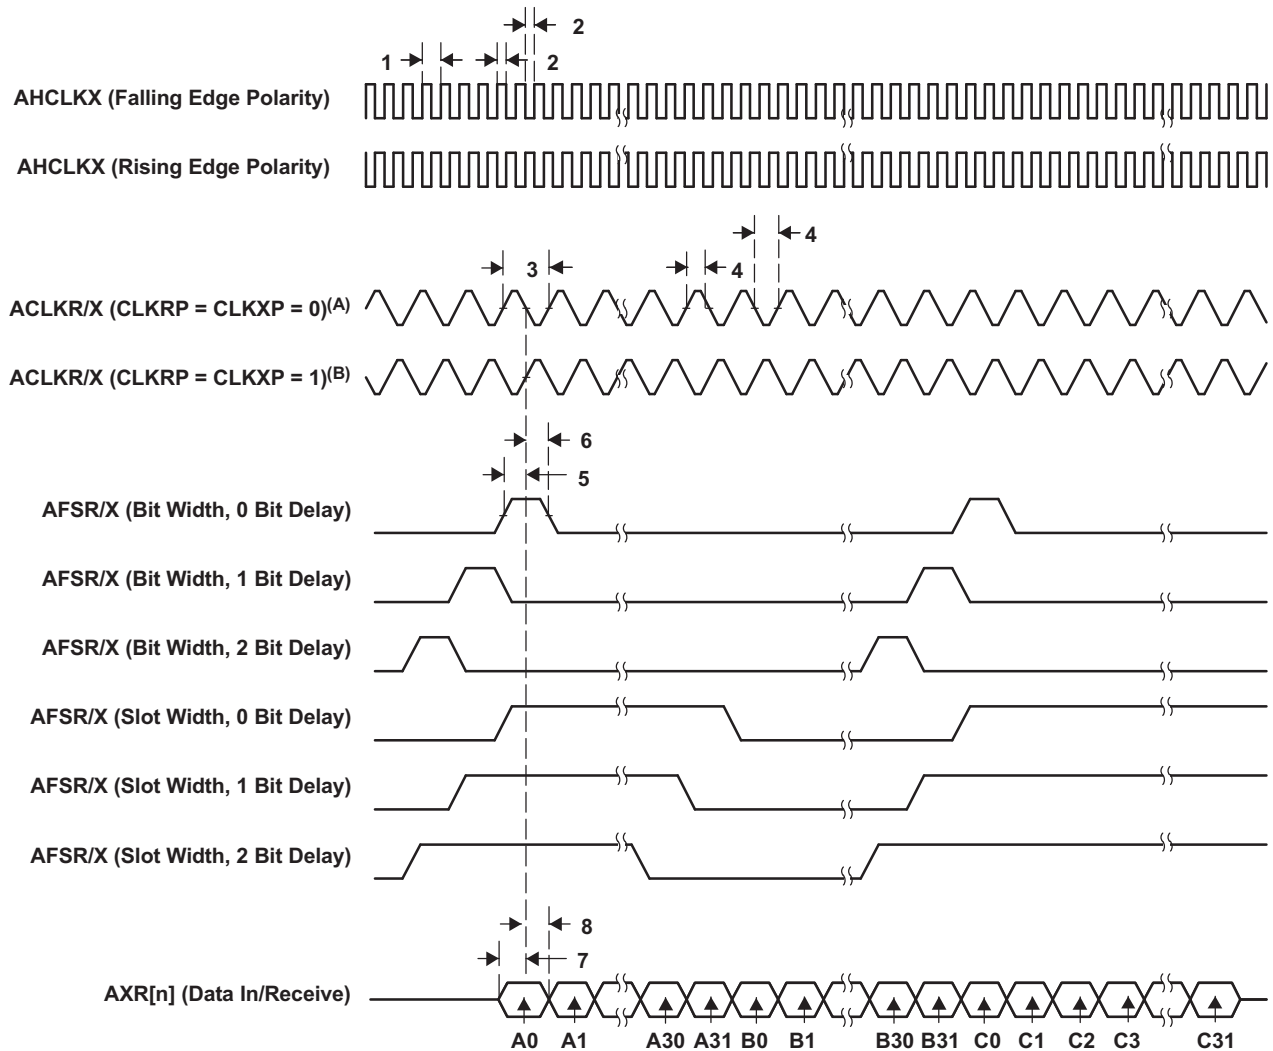 2
1
2
AHCLKX (Falling Edge Polarity)
AHCLKX (Rising Edge Polarity)
4
3
4
ACLKR/X (CLKRP = CLKXP = 0)(A)
ACLKR/X (CLKRP = CLKXP = 1)(B)
6
5
AFSR/X (Bit Width, 0 Bit Delay)
AFSR/X (Bit Width, 1 Bit Delay)
AFSR/X (Bit Width, 2 Bit Delay)
AFSR/X (Slot Width, 0 Bit Delay)
AFSR/X (Slot Width, 1 Bit Delay)
AFSR/X (Slot Width, 2 Bit Delay)
8
7
AXR[n] (Data In/Receive)
A0 A1 A30 A31 B0 B1 B30 B31 C0 C1 C2 C3 C31